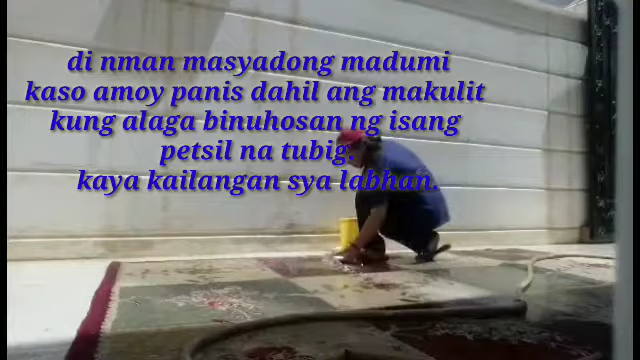 di nman masyadong madumi
kaso amoy panis dahil ang makulit
kung alaga binuhosan ng isang
petsil na tubig.
kaya kailangan sya labhan.